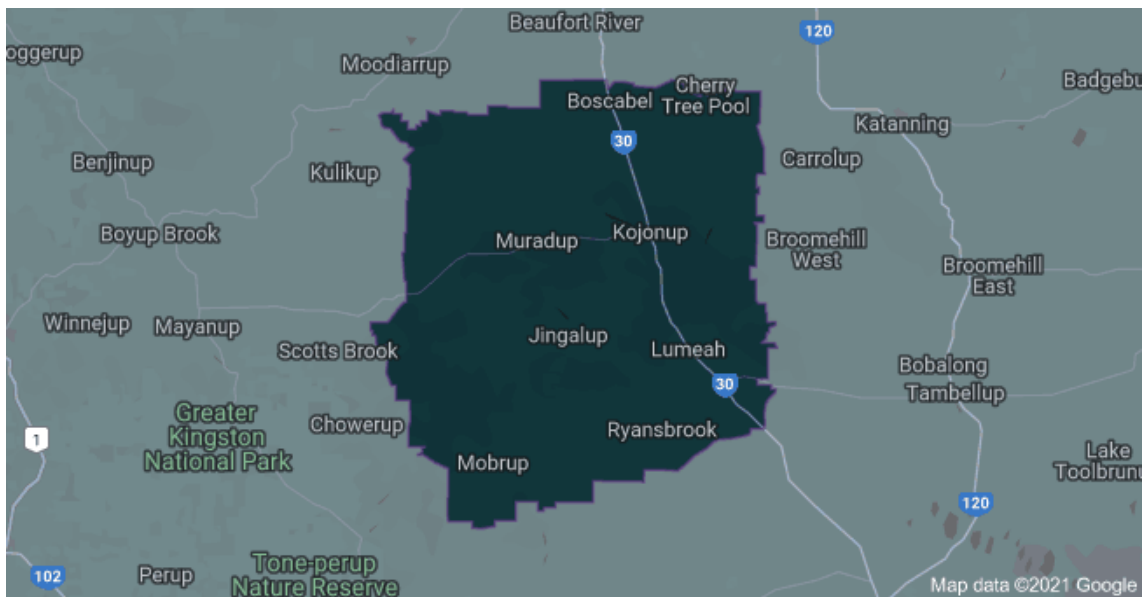 Beaufort River
120
oggerup
Moodiarrup
Cherry
Tree Pool
Badgebu
Boscabel
Katanning
30
Carrolup
Benjinup
Kulikup
Boyup Brook
Muradup
Kojonup
Broomehill
West
Broomehill
East
Winnejup
Mayanup
Jingalup
Scotts Brook
Lumeah
Bobalong
30
Tambellup
Greater
Kingston
National Park
Chowerup
Ryansbrook
1
Mobrup
Lake
Toolbrunu
120
Tone-perup
Nature Reserve
Perup
102
Map data ©2021 Google